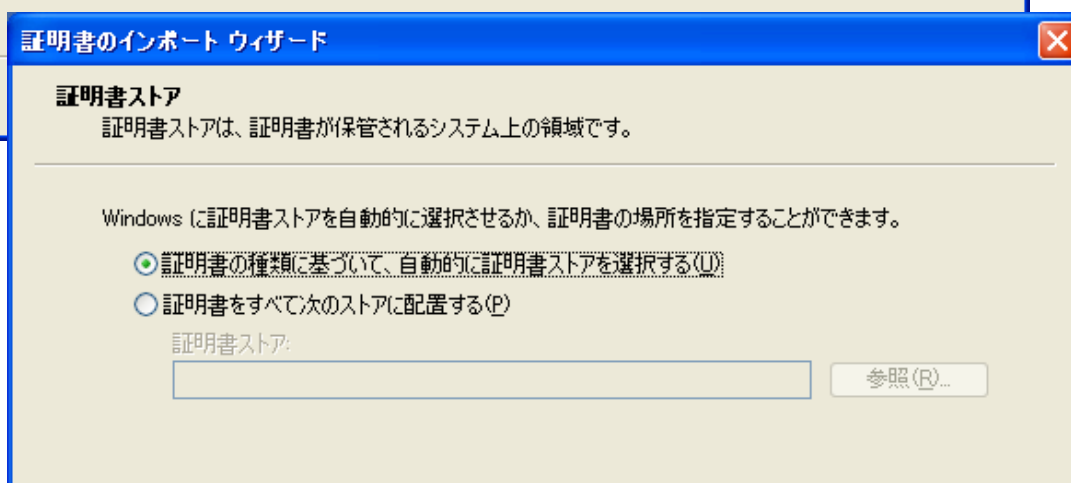 証明書のインポート ウィザード
証明書ストア
証明書ストアは、証明書が保管されるシステム上の領域です。
Windows に証明書ストアを自動的に選択させるか、証明書の場所を指定することができます。
証明書の種類に基づいて、自動的に証明書ストアを選択する(U)
証明書をすべて次のストアに配置する(P)
証明書ストア:
参照(R)...